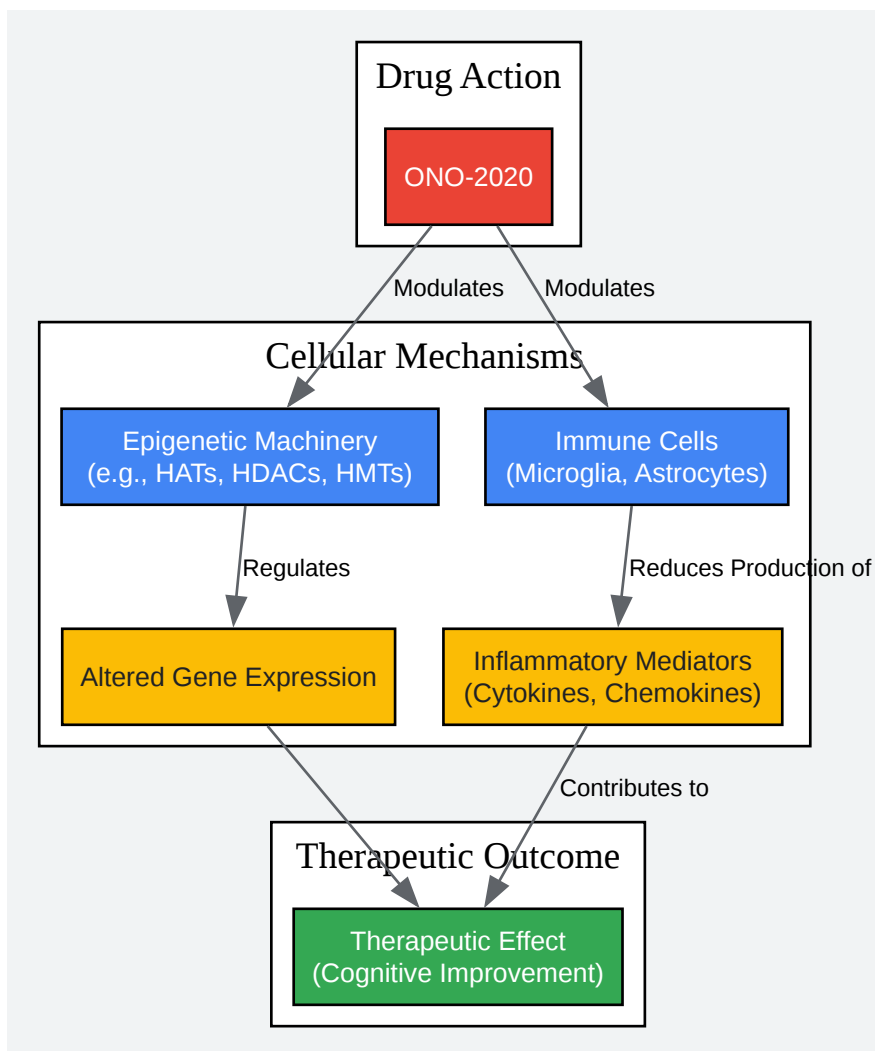 Drug Action
ONO-2020
Modulates
Modulates
Cellular Mechanisms
Epigenetic Machinery
(e.g., HATs, HDACs, HMTs)
Immune Cells
(Microglia, Astrocytes)
Regulates
Reduces Production of
Altered Gene Expression
Inflammatory Mediators
(Cytokines, Chemokines)
Contributes to
Therapeutic Outcome
Therapeutic Effect
(Cognitive Improvement)